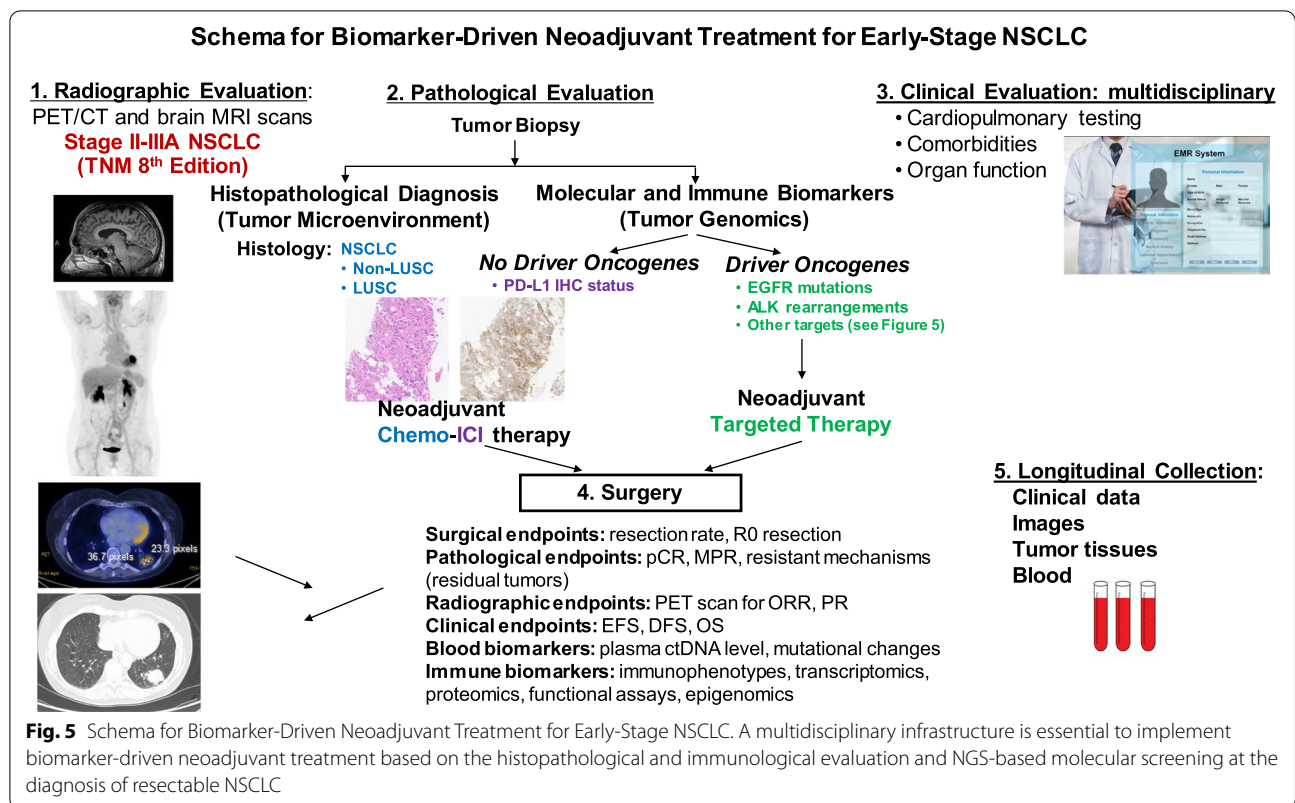 Schema for Biomarker-Driven Neoadjuvant Treatment for Early-Stage NSCLC
1. Radiographic Evaluation:
PET/CT and brain MRI scans
Stage II-IIIA NSCLC
(TNM 8th Edition)
2. Pathological Evaluation
Tumor Biopsy
Histopathological Diagnosis
(Tumor Microenvironment)
Histology: NSCLC
• Non-LUSC
• LUSC
Molecular and Immune Biomarkers
(Tumor Genomics)
No Driver Oncogenes
• PD-L1 IHC status
Driver Oncogenes
• EGFR mutations
• ALK rearrangements
• Other targets (see Figure 5)
Neoadjuvant
Chemo-ICI therapy
Neoadjuvant
Targeted Therapy
3. Clinical Evaluation: multidisciplinary
• Cardiopulmonary testing
• Comorbidities
• Organ function
EMR System
Personal Information
A
36.7 pixels
23.3 pixels
4. Surgery
Surgical endpoints: resection rate, R0 resection
Pathological endpoints: pCR, MPR, resistant mechanisms
(residual tumors)
Radiographic endpoints: PET scan for ORR, PR
Clinical endpoints: EFS, DFS, OS
Blood biomarkers: plasma ctDNA level, mutational changes
Immune biomarkers: immunophenotypes, transcriptomics,
proteomics, functional assays, epigenomics
5. Longitudinal Collection:
Clinical data
Images
Tumor tissues
Blood
Fig. 5 Schema for Biomarker-Driven Neoadjuvant Treatment for Early-Stage NSCLC. A multidisciplinary infrastructure is essential to implement
biomarker-driven neoadjuvant treatment based on the histopathological and immunological evaluation and NGS-based molecular screening at the
diagnosis of resectable NSCLC